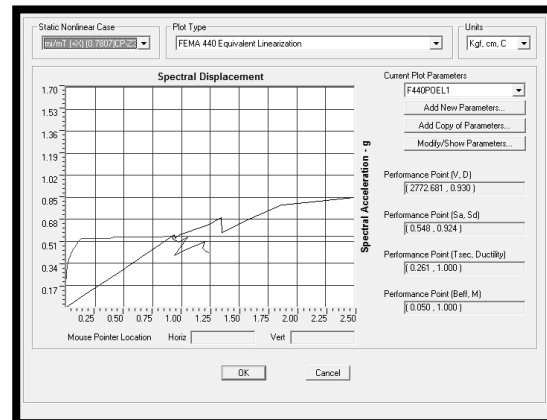 Static Nonlinear Case
Plot Type
Units
mi/mT (+X) (0.7807)CP\ZS
FEMA 440 Equivalent Linearization
Kgf, cm, C
Spectral Displacement
Current Plot Parameters
F440POEL1
Add New Parameters...
Add Copy of Parameters...
Modify/Show Parameters...
1.70
1.53
1.36
1.19
1.02
0.85
0.68
0.51
0.34
0.17
Spectral Acceleration - g
Performance Point (V, D)
( 2772.681 , 0.930 )
Performance Point (Sa, Sd)
( 0.548 , 0.924 )
Performance Point (Tsec, Ductility)
( 0.261 , 1.000 )
Performance Point (Beff, M)
( 0.050 , 1.000 )
0.25 0.50 0.75 1.00 1.25 1.50 1.75 2.00 2.25 2.50
Mouse Pointer Location Horiz Vert
OK Cancel